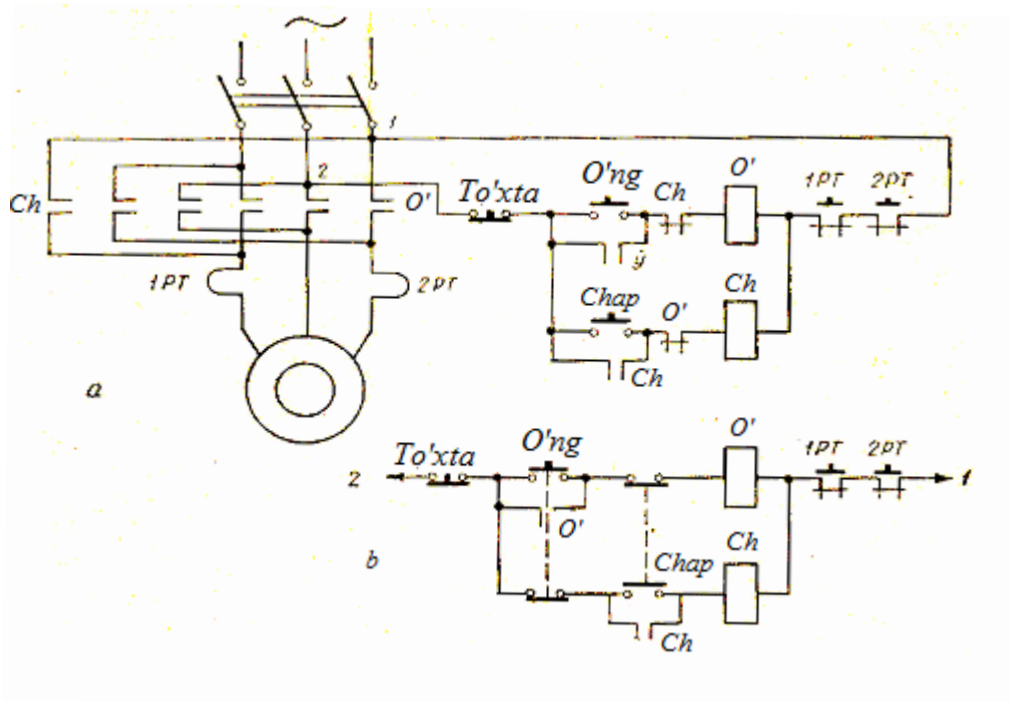 1
2
Ch
O'
To'xta
O'ng
Ch
O'
1PT
2PT
ў
1PT
2PT
Chap
O'
Ch
Ch
a
To'xta
O'ng
O'
1PT
2PT
2
1
O'
Ch
b
Chap
Ch